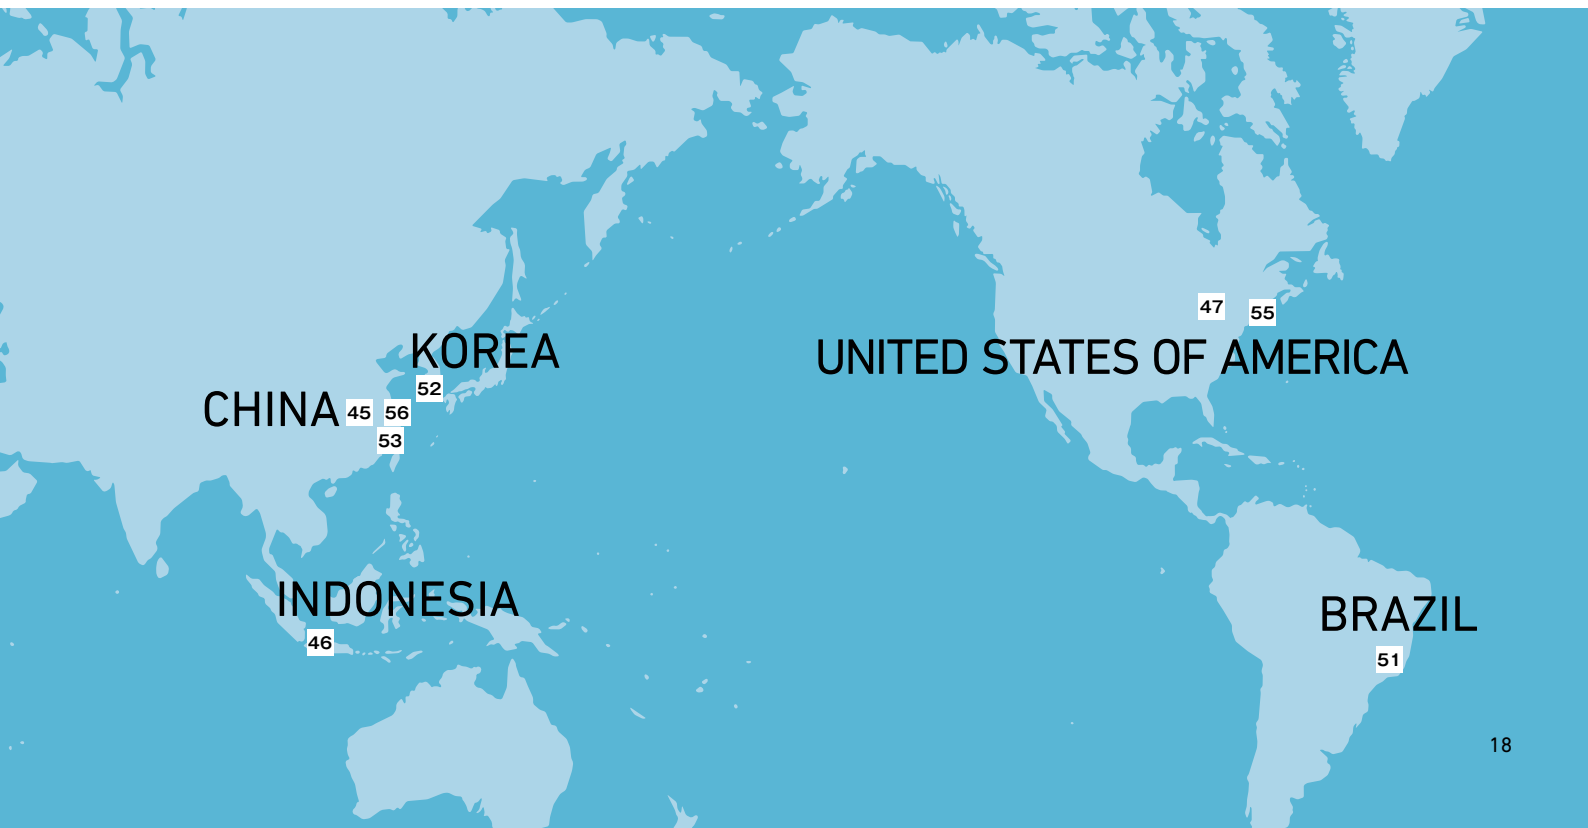 47
55
KOREA
UNITED STATES OF AMERICA
52
CHINA 45 56
53
INDONESIA
BRAZIL
46
51
18